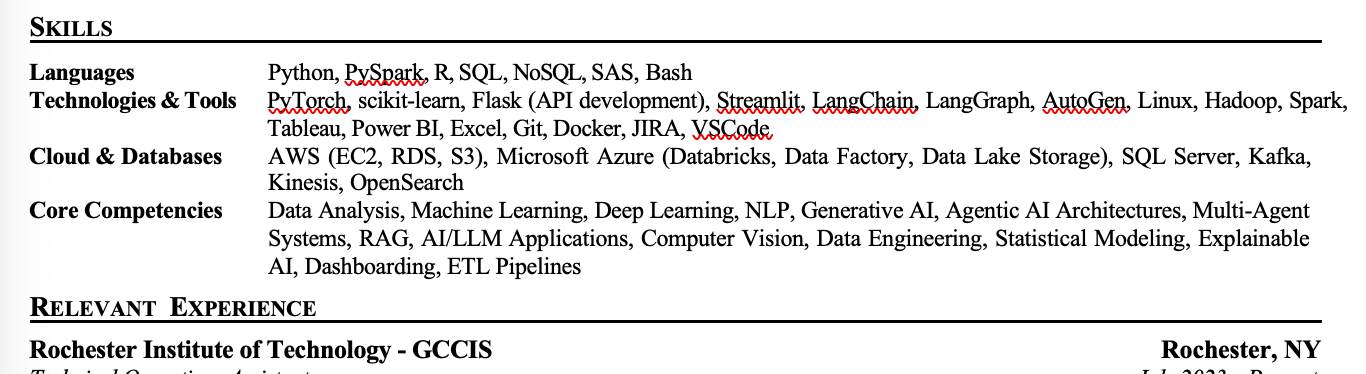 SKILLS
Languages Python, PySpark, R, SQL, NoSQL, SAS, Bash
Technologies & Tools PyTorch, scikit-learn, Flask (API development), Streamlit, LangChain, LangGraph, AutoGen, Linux, Hadoop, Spark,
Tableau, Power BI, Excel, Git, Docker, JIRA, VSCode
Cloud & Databases AWS (EC2, RDS, S3), Microsoft Azure (Databricks, Data Factory, Data Lake Storage), SQL Server, Kafka,
Kinesis, OpenSearch
Core Competencies Data Analysis, Machine Learning, Deep Learning, NLP, Generative AI, Agentic AI Architectures, Multi-Agent
Systems, RAG, AI/LLM Applications, Computer Vision, Data Engineering, Statistical Modeling, Explainable
AI, Dashboarding, ETL Pipelines
RELEVANT EXPERIENCE
Rochester Institute of Technology - GCCIS Rochester, NY